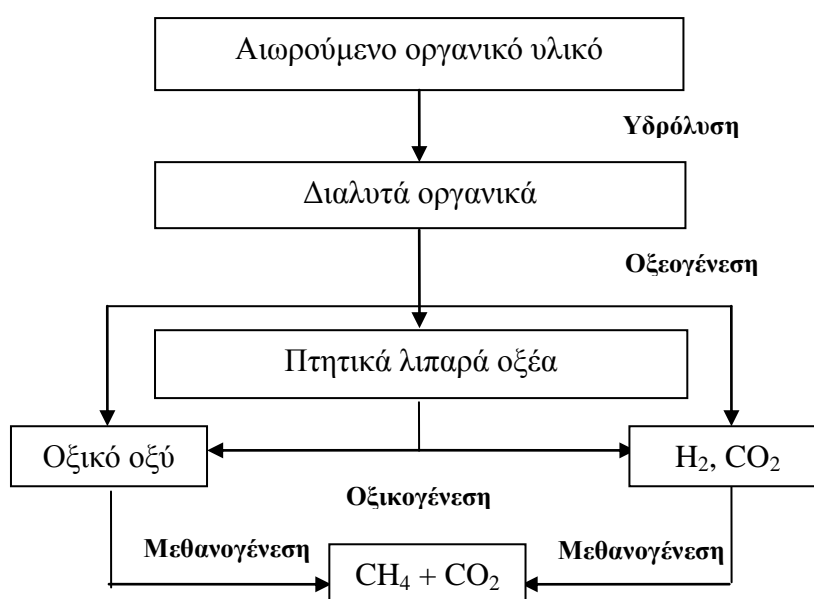 Αιωρούμενο οργανικό υλικό
Υδρόλυση
Διαλυτά οργανικά
Οξεογένεση
Πτητικά λιπαρά οξέα
Οξικό οξύ
H₂, CO₂
Οξικογένεση
Μεθανογένεση
Μεθανογένεση
CH₄ + CO₂